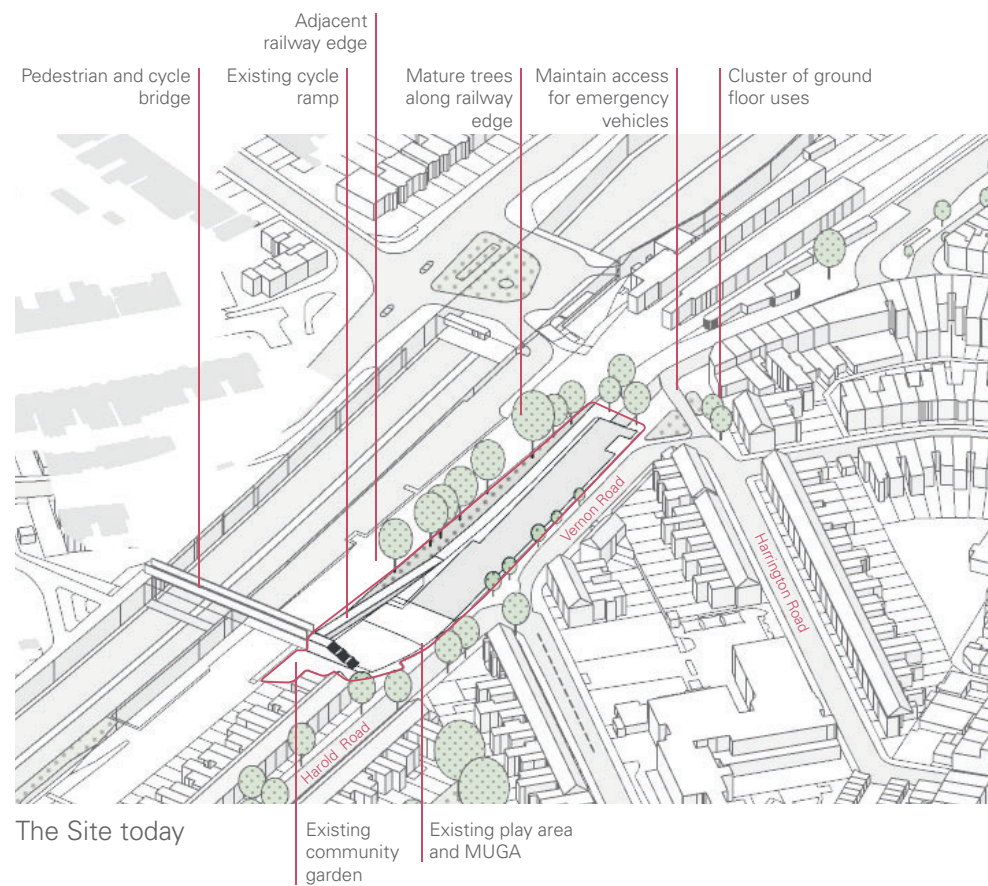 Adjacent
railway edge
Pedestrian and cycle
bridge
Existing cycle
ramp
Mature trees
along railway
edge
Maintain access
for emergency
vehicles
Cluster of ground
floor uses
Vernon Road
Harrington Road
Harold Road
The Site today
Existing
community
garden
Existing play area
and MUGA